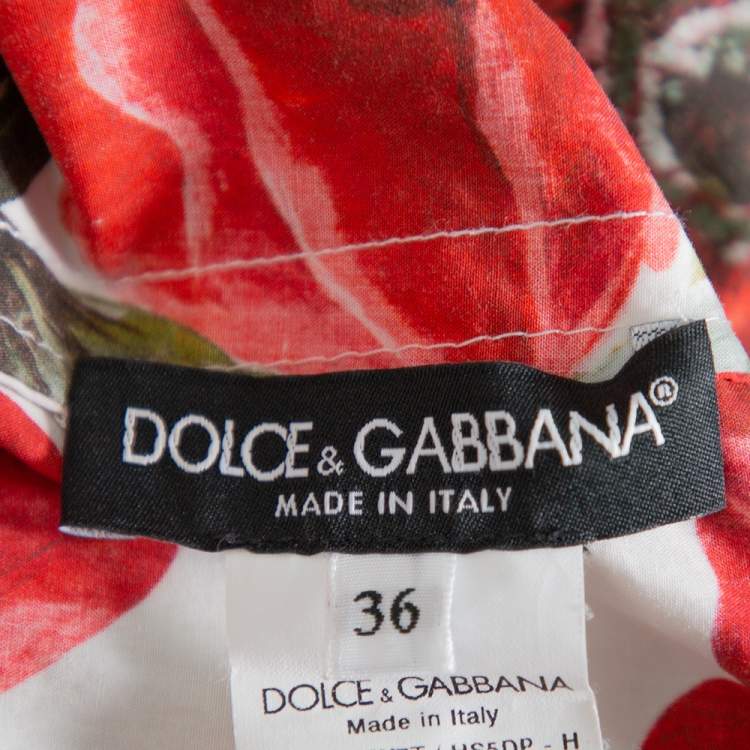 DOLCE & GABBANA®
MADE IN ITALY
36
DOLCE & GABBANA
Made in Italy
- H